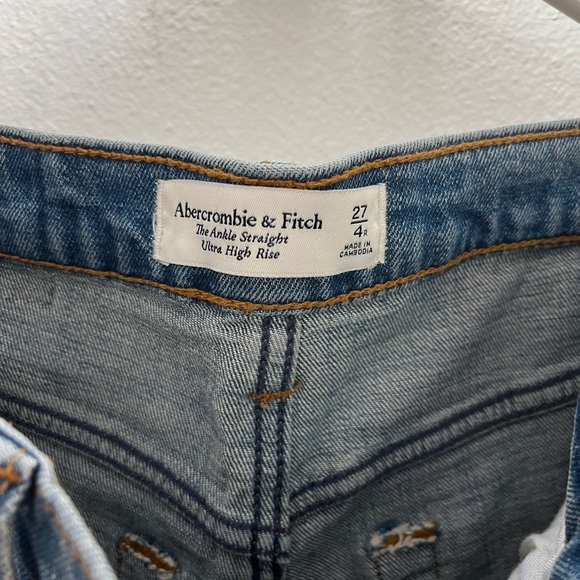 Abercrombie & Fitch
The Ankle Straight
Ultra High Rise
27
4R
MADE IN
CAMBODIA